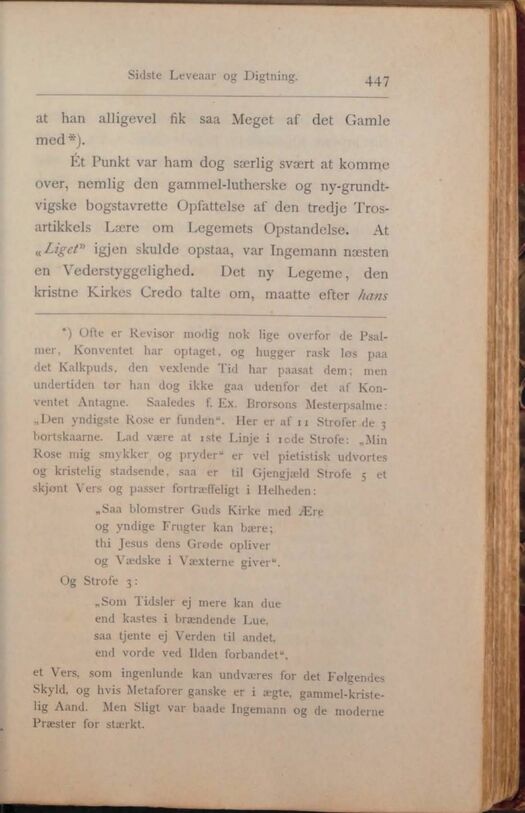 Sidste Leveaar og Digtning.
447
at han alligevel fik saa Meget af det Gamle
med*).
Ét Punkt var ham dog særlig svært at komme
over, nemlig den gammel-lutherske og ny-grundt-
vigske bogstavrette Opfattelse af den tredje Tros-
artikkels Lære om Legemets Opstandelse. At
„Liget" igjen skulde opstaa, var Ingemann næsten
en Vederstyggelighed. Det ny Legeme, den
kristne Kirkes Credo talte om, maatte efter hans
*) Ofte er Revisor modig nok lige overfor de Psal-
mer, Konventet har optaget, og hugger rask løs paa
det Kalkpuds, den vexlende Tid har paasat dem; men
undertiden tør han dog ikke gaa udenfor det af Kon-
ventet Antagne. Saaledes f. Ex. Brorsons Mesterpsalme:
„Den yndigste Rose er funden“. Her er af 11 Strofer de 3
bortskaarne. Lad være at 1ste Linje i 10de Strofe: „Min
Rose mig smykker og pryder“ er vel pietistisk udvortes
og kristelig stadsende, saa er til Gjengjæld Strofe 5 et
skjønt Vers og passer fortræffeligt i Helheden:
„Saa blomstrer Guds Kirke med Ære
og yndige Frugter kan bære;
thi Jesus dens Grøde opliver
og Vædske i Væxterne giver“.
Og Strofe 3:
„Som Tidsler ej mere kan due
end kastes i brændende Lue,
saa tjente ej Verden til andet,
end vorde ved Ilden forbandet“,
et Vers, som ingenlunde kan undværes for det Følgendes
Skyld, og hvis Metaforer ganske er i ægte, gammel-kriste-
lig Aand. Men Sligt var baade Ingemann og de moderne
Præster for stærkt.